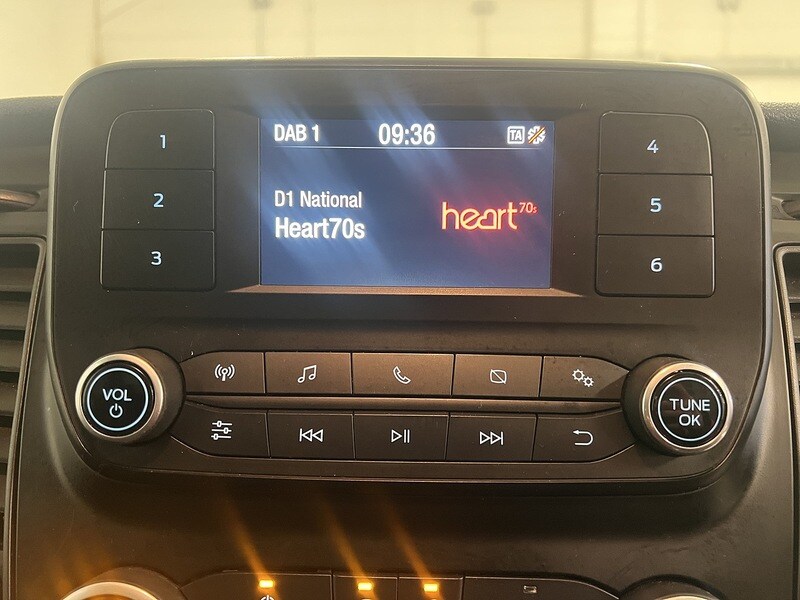 DAB 1 09:36 TA
D1 National
Heart70s
heart 70s
1
2
3
4
5
6
VOL
TUNE
OK